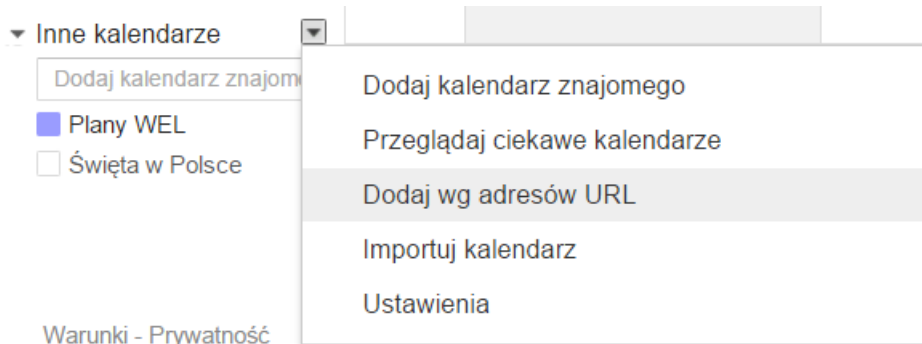 Inne kalendarze
Dodaj kalendarz znajom
Plany WEL
Święta w Polsce
Warunki - Prywatność
Dodaj kalendarz znajomego
Przeglądaj ciekawe kalendarze
Dodaj wg adresów URL
Importuj kalendarz
Ustawienia